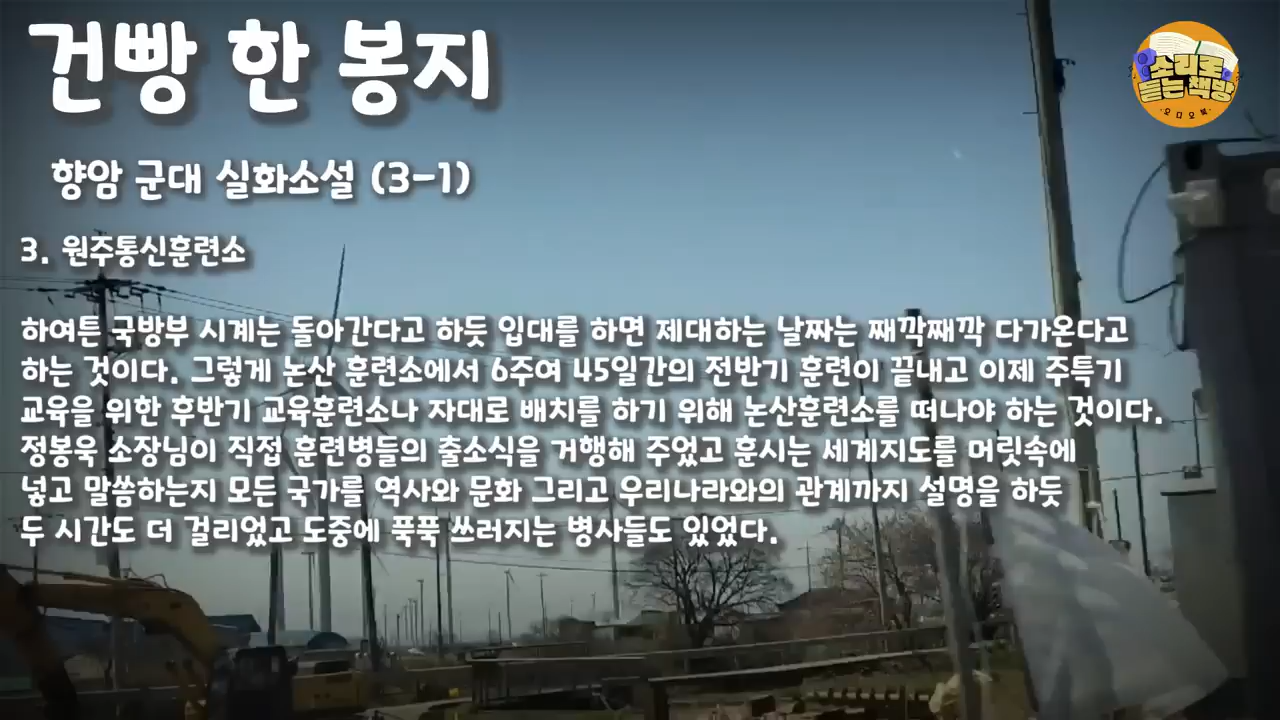 건빵 한 봉지
소리로
듣는 책방
·오디오북·
향암 군대 실화소설 (3-1)
3. 원주통신훈련소
하여튼 국방부 시계는 돌아간다고 하듯 입대를 하면 제대하는 날짜는 째깍째깍 다가온다고
하는 것이다. 그렇게 논산 훈련소에서 6주여 45일간의 전반기 훈련이 끝내고 이제 주특기
교육을 위한 후반기 교육훈련소나 자대로 배치를 하기 위해 논산훈련소를 떠나야 하는 것이다.
정봉욱 소장님이 직접 훈련병들의 출소식을 거행해 주었고 훈시는 세계지도를 머릿속에
넣고 말씀하는지 모든 국가를 역사와 문화 그리고 우리나라와의 관계까지 설명을 하듯
두 시간도 더 걸리었고 도중에 푹푹 쓰러지는 병사들도 있었다.